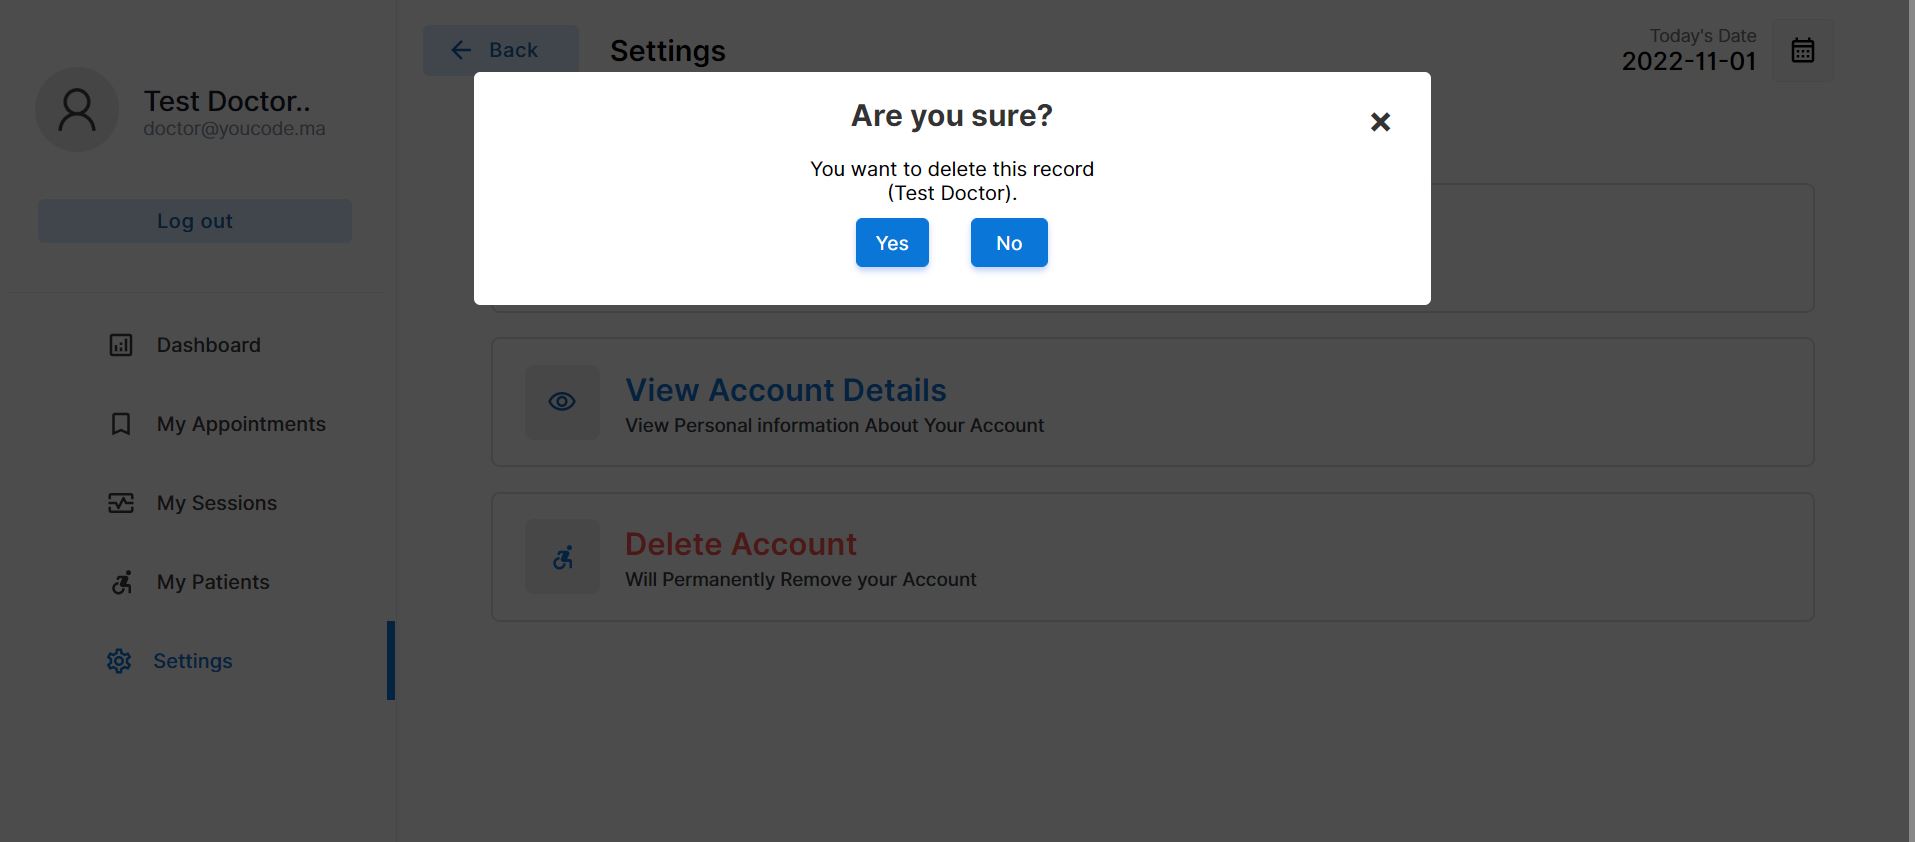 Test Doctor..
doctor@youcode.ma
Log out
Dashboard
My Appointments
My Sessions
My Patients
Settings
Back
Settings
Today's Date
2022-11-01
Are you sure?
You want to delete this record
(Test Doctor).
Yes
No
View Account Details
View Personal information About Your Account
Delete Account
Will Permanently Remove your Account